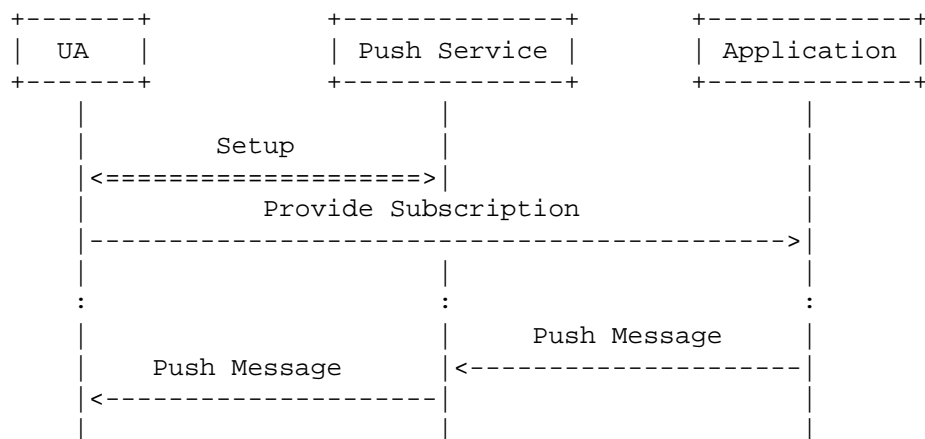 UA Push Service Application
Setup
Provide Subscription
Push Message
Push Message